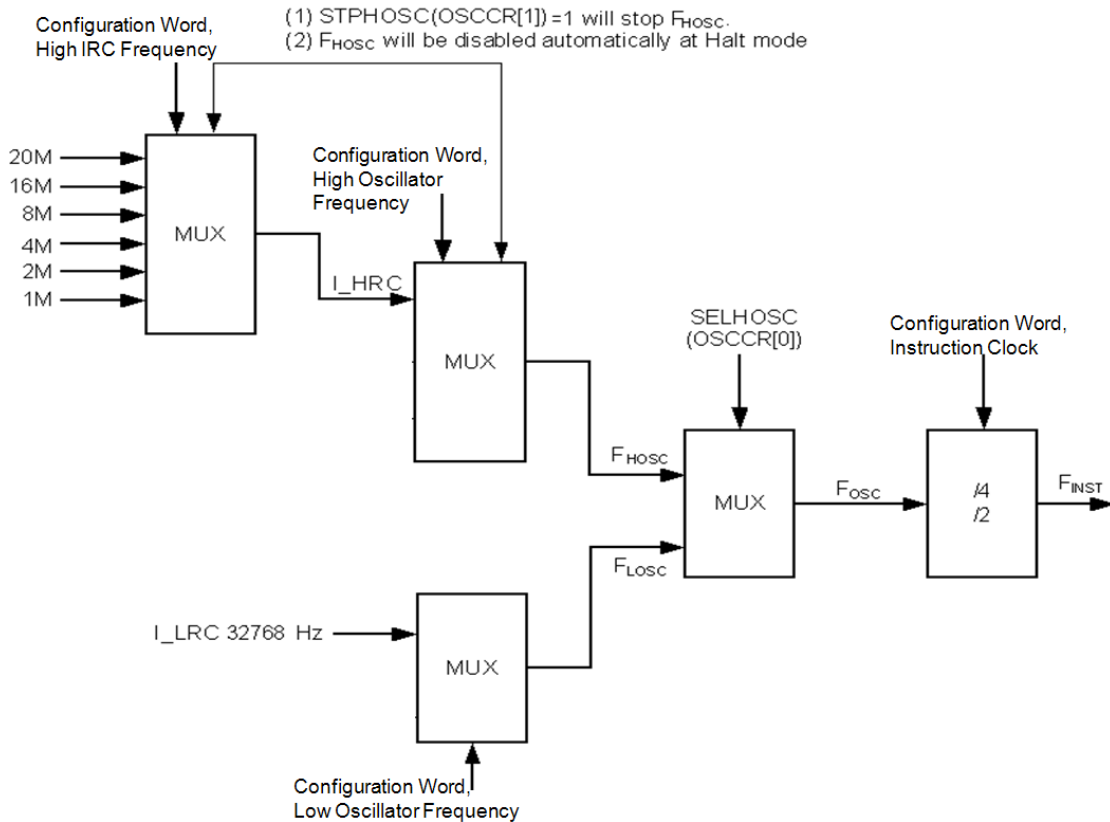 (1) STPHOSC(OSCCR[1])=1 will stop FHOSC.
(2) FHOSC will be disabled automatically at Halt mode
Configuration Word,
High IRC Frequency
20M
16M
8M
4M
2M
1M
MUX
I_HRC
Configuration Word,
High Oscillator
Frequency
MUX
FHOSC
SELHOSC
(OSCCR[0])
Configuration Word,
Instruction Clock
MUX
FOSC
/4
/2
FINST
FLOSC
I_LRC 32768 Hz
MUX
Configuration Word,
Low Oscillator Frequency